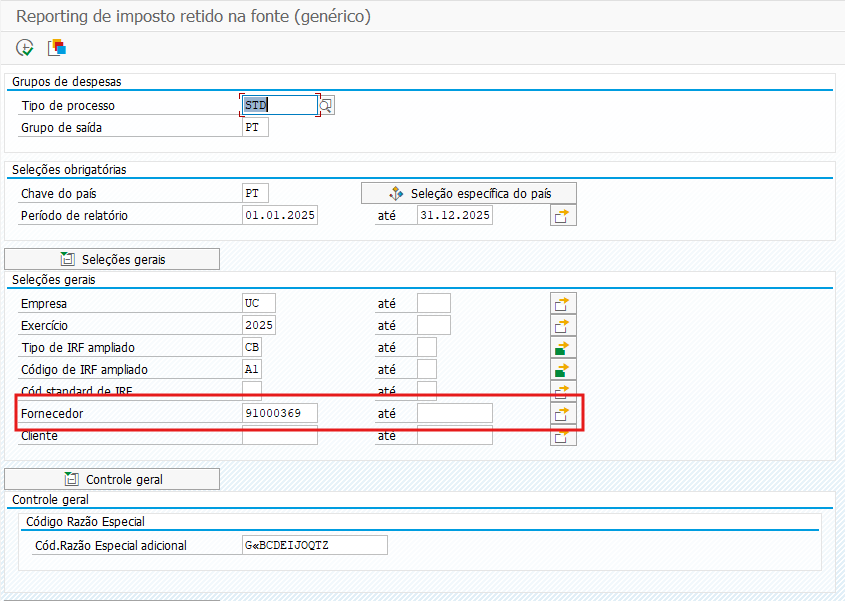 Reporting de imposto retido na fonte (genérico)
Grupos de despesas
Tipo de processo STD
Grupo de saída PT
Seleções obrigatórias
Chave do país PT Seleção específica do país
Período de relatório 01.01.2025 até 31.12.2025
Seleções gerais
Seleções gerais
Empresa UC até
Exercício 2025 até
Tipo de IRF ampliado CB até
Código de IRF ampliado A1 até
Cód.standard de IRF até
Fornecedor 91000369 até
Cliente até
Controle geral
Controle geral
Código Razão Especial
Cód.Razão Especial adicional G«BCDEIJOQTZ